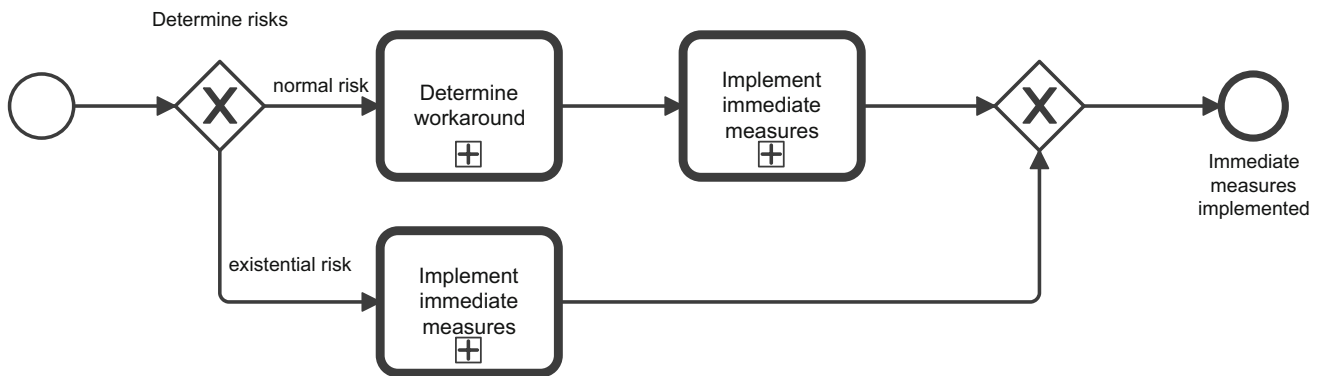 Determine risks
normal risk
Determine
workaround
Implement
immediate
measures
Immediate
measures
implemented
existential risk
Implement
immediate
measures